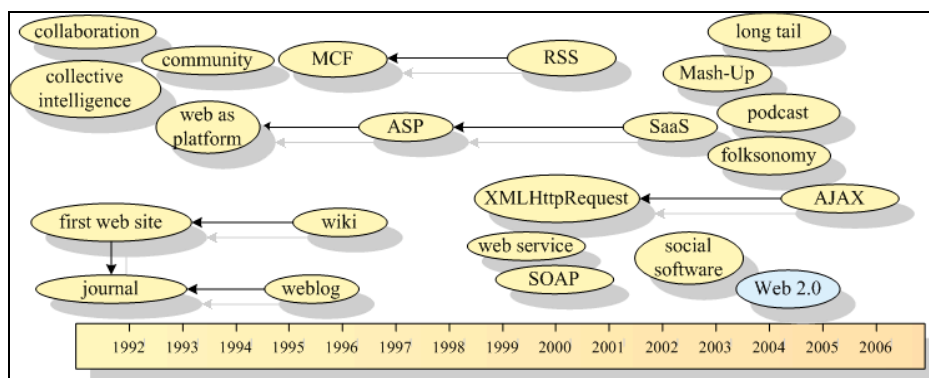 collaboration
long tail
community
MCF
RSS
Mash-Up
collective
intelligence
web as
platform
ASP
SaaS
podcast
folksonomy
XMLHttpRequest
AJAX
first web site
wiki
web service
social
software
SOAP
journal
weblog
Web 2.0
1992 1993 1994 1995 1996 1997 1998 1999 2000 2001 2002 2003 2004 2005 2006